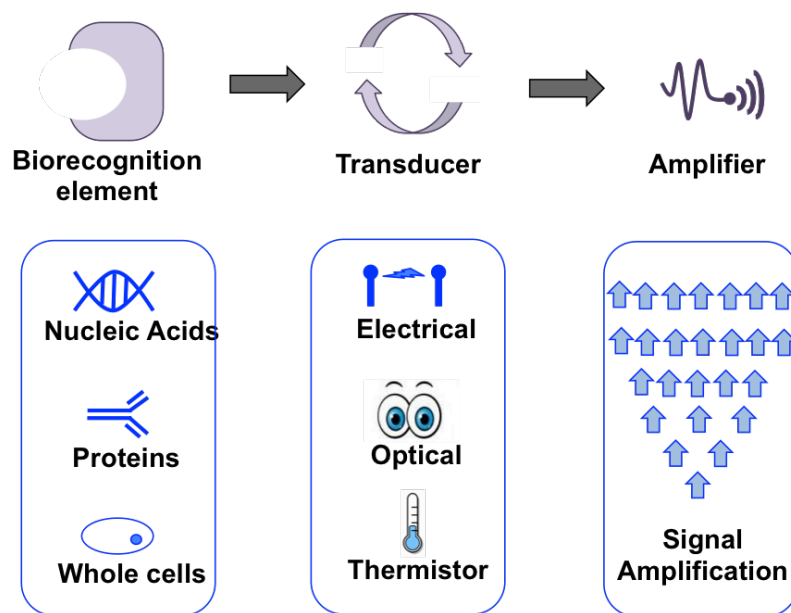 Biorecognition
element
Transducer
Amplifier
Nucleic Acids
Proteins
Whole cells
Electrical
Optical
Thermistor
Signal
Amplification